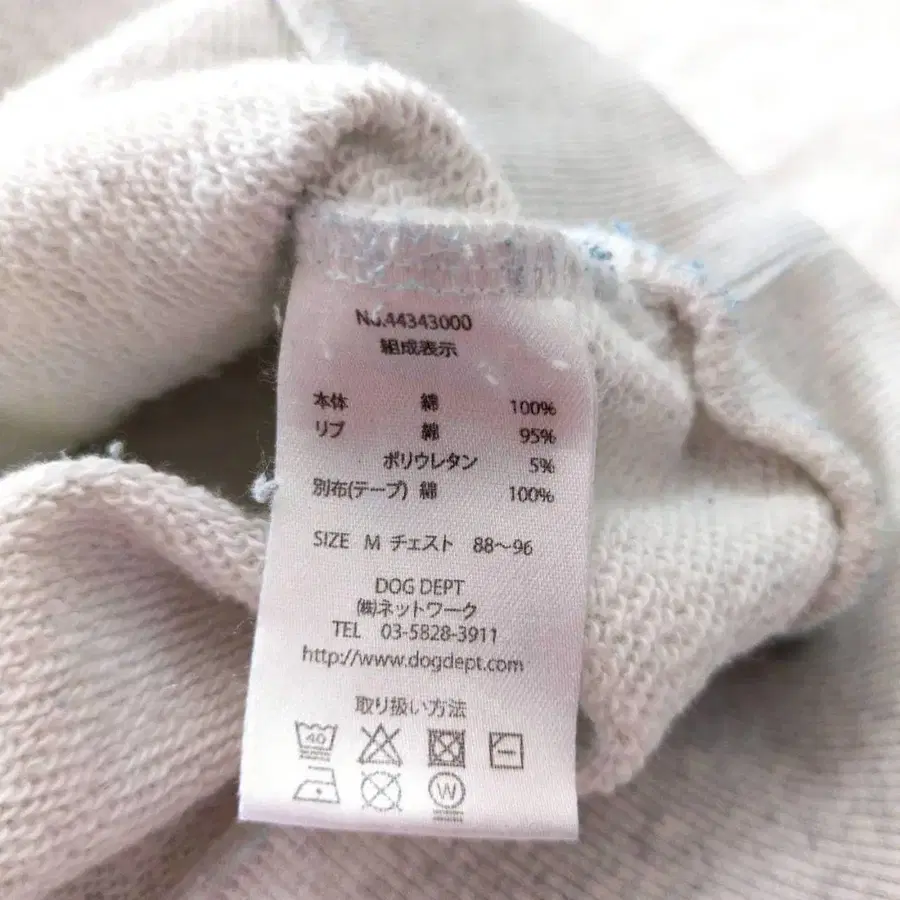 No.44343000
組成表示
本体 綿 100%
リブ 綿 95%
ポリウレタン 5%
別布(テープ) 綿 100%
SIZE M チェスト 88〜96
DOG DEPT
㈱ネットワーク
TEL 03-5828-3911
http://www.dogdept.com
取り扱い方法
40
W